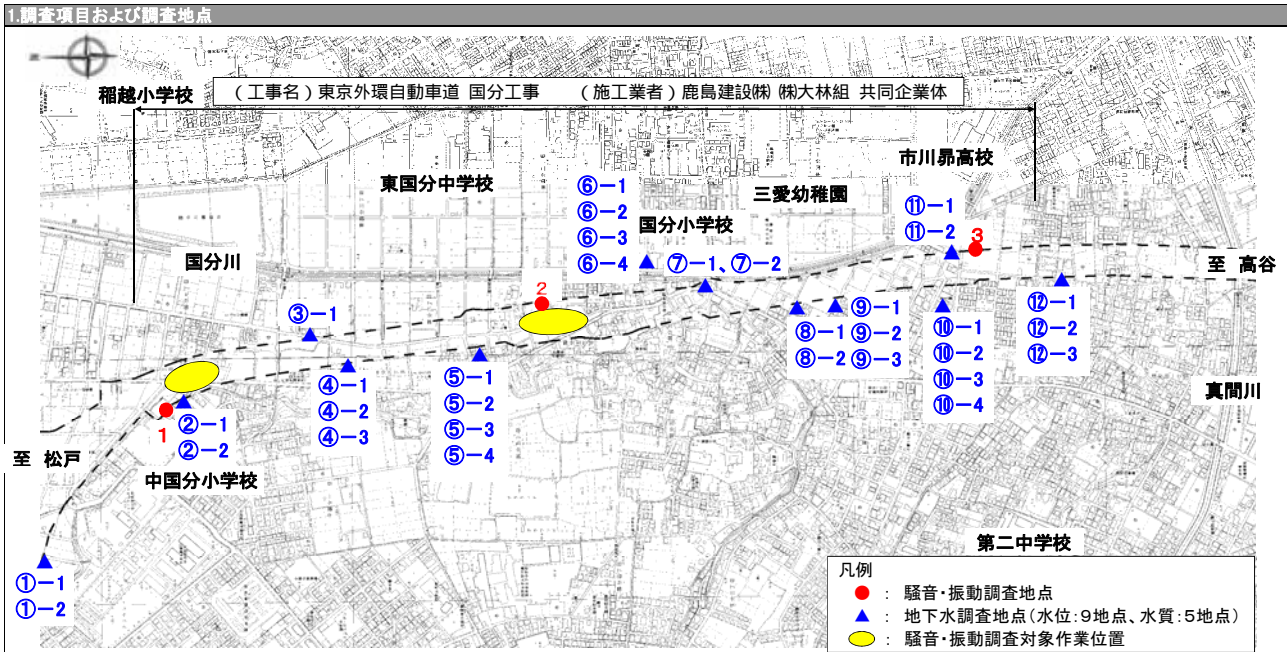 1.調査項目および調査地点
稲越小学校
(工事名)東京外環自動車道 国分工事 (施工業者)鹿島建設㈱ ㈱大林組 共同企業体
市川昴高校
東国分中学校
⑥－1
⑥－2
⑥－3
⑥－4
三愛幼稚園
国分小学校
⑪－1
⑪－2
3
⑦－1、⑦－2
国分川
至 高谷
2
③－1
⑫－1
⑫－2
⑫－3
⑧－1
⑧－2
⑨－1
⑨－2
⑨－3
⑩－1
⑩－2
⑩－3
⑩－4
④－1
④－2
④－3
⑤－1
⑤－2
⑤－3
⑤－4
真間川
1
②－1
②－2
至 松戸
中国分小学校
第二中学校
①－1
①－2
凡例
● : 騒音・振動調査地点
▲ : 地下水調査地点(水位:9地点、水質:5地点)
: 騒音・振動調査対象作業位置